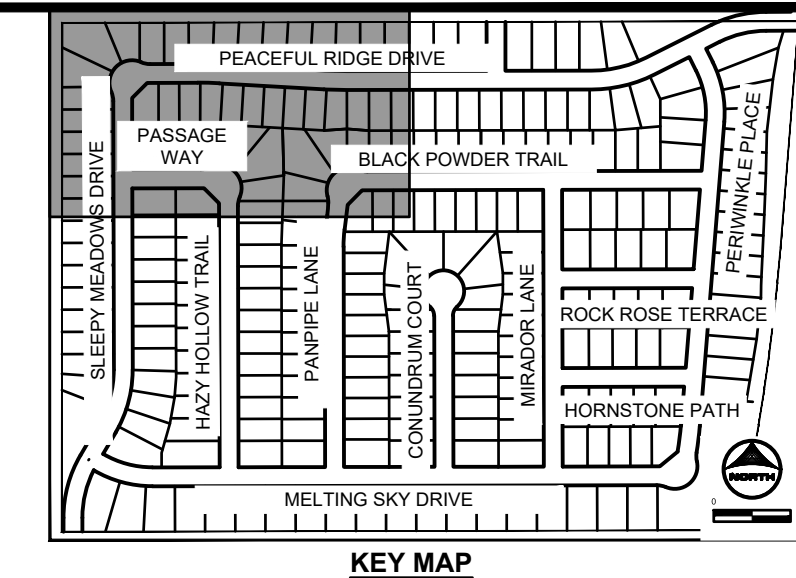 PEACEFUL RIDGE DRIVE
PASSAGE
WAY
BLACK POWDER TRAIL
SLEEPY MEADOWS DRIVE
HAZY HOLLOW TRAIL
PANPIPE LANE
CONUNDRUM COURT
MIRADOR LANE
PERIWINKLE PLACE
ROCK ROSE TERRACE
HORNSTONE PATH
MELTING SKY DRIVE
NORTH
0
KEY MAP